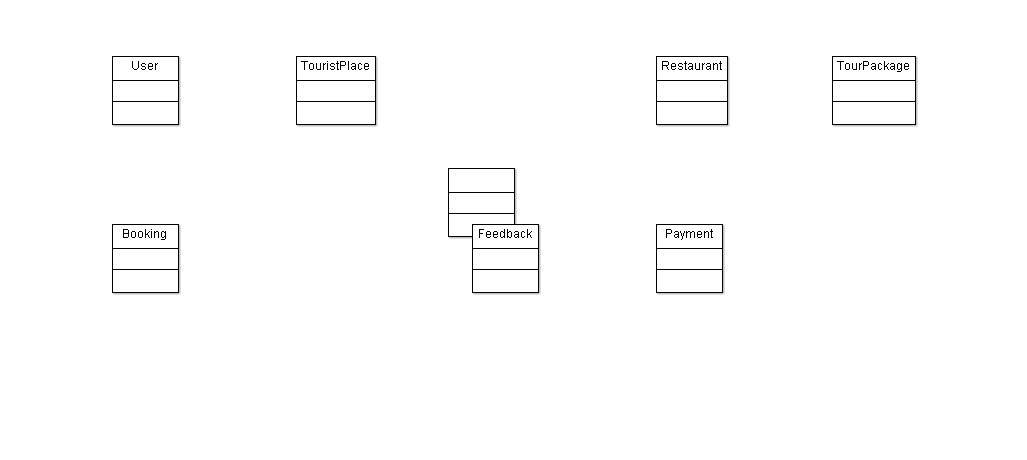 User
TouristPlace
Restaurant
TourPackage
Booking
Feedback
Payment